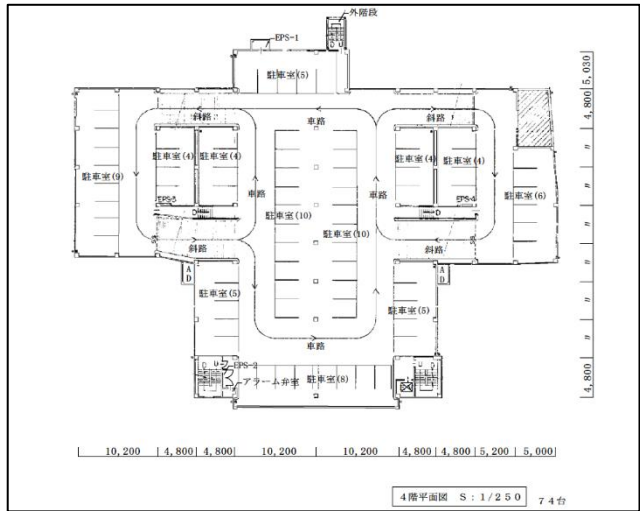 外階段
EPS-1
駐車室(5)
斜路
車路
斜路
駐車室(4)
駐車室(4)
駐車室(4)
駐車室(4)
駐車室(9)
駐車室(6)
EPS-3
EPS-4
車路
駐車室(10)
駐車室(10)
車路
斜路
斜路
AD
AD
駐車室(5)
駐車室(5)
車路
EPS-2
アラーム弁室
駐車室(8)
5,030
4,800
〃
〃
〃
〃
〃
〃
4,800
10,200
4,800
4,800
10,200
10,200
4,800
4,800
5,200
5,000
4階平面図 S:1/250
74台